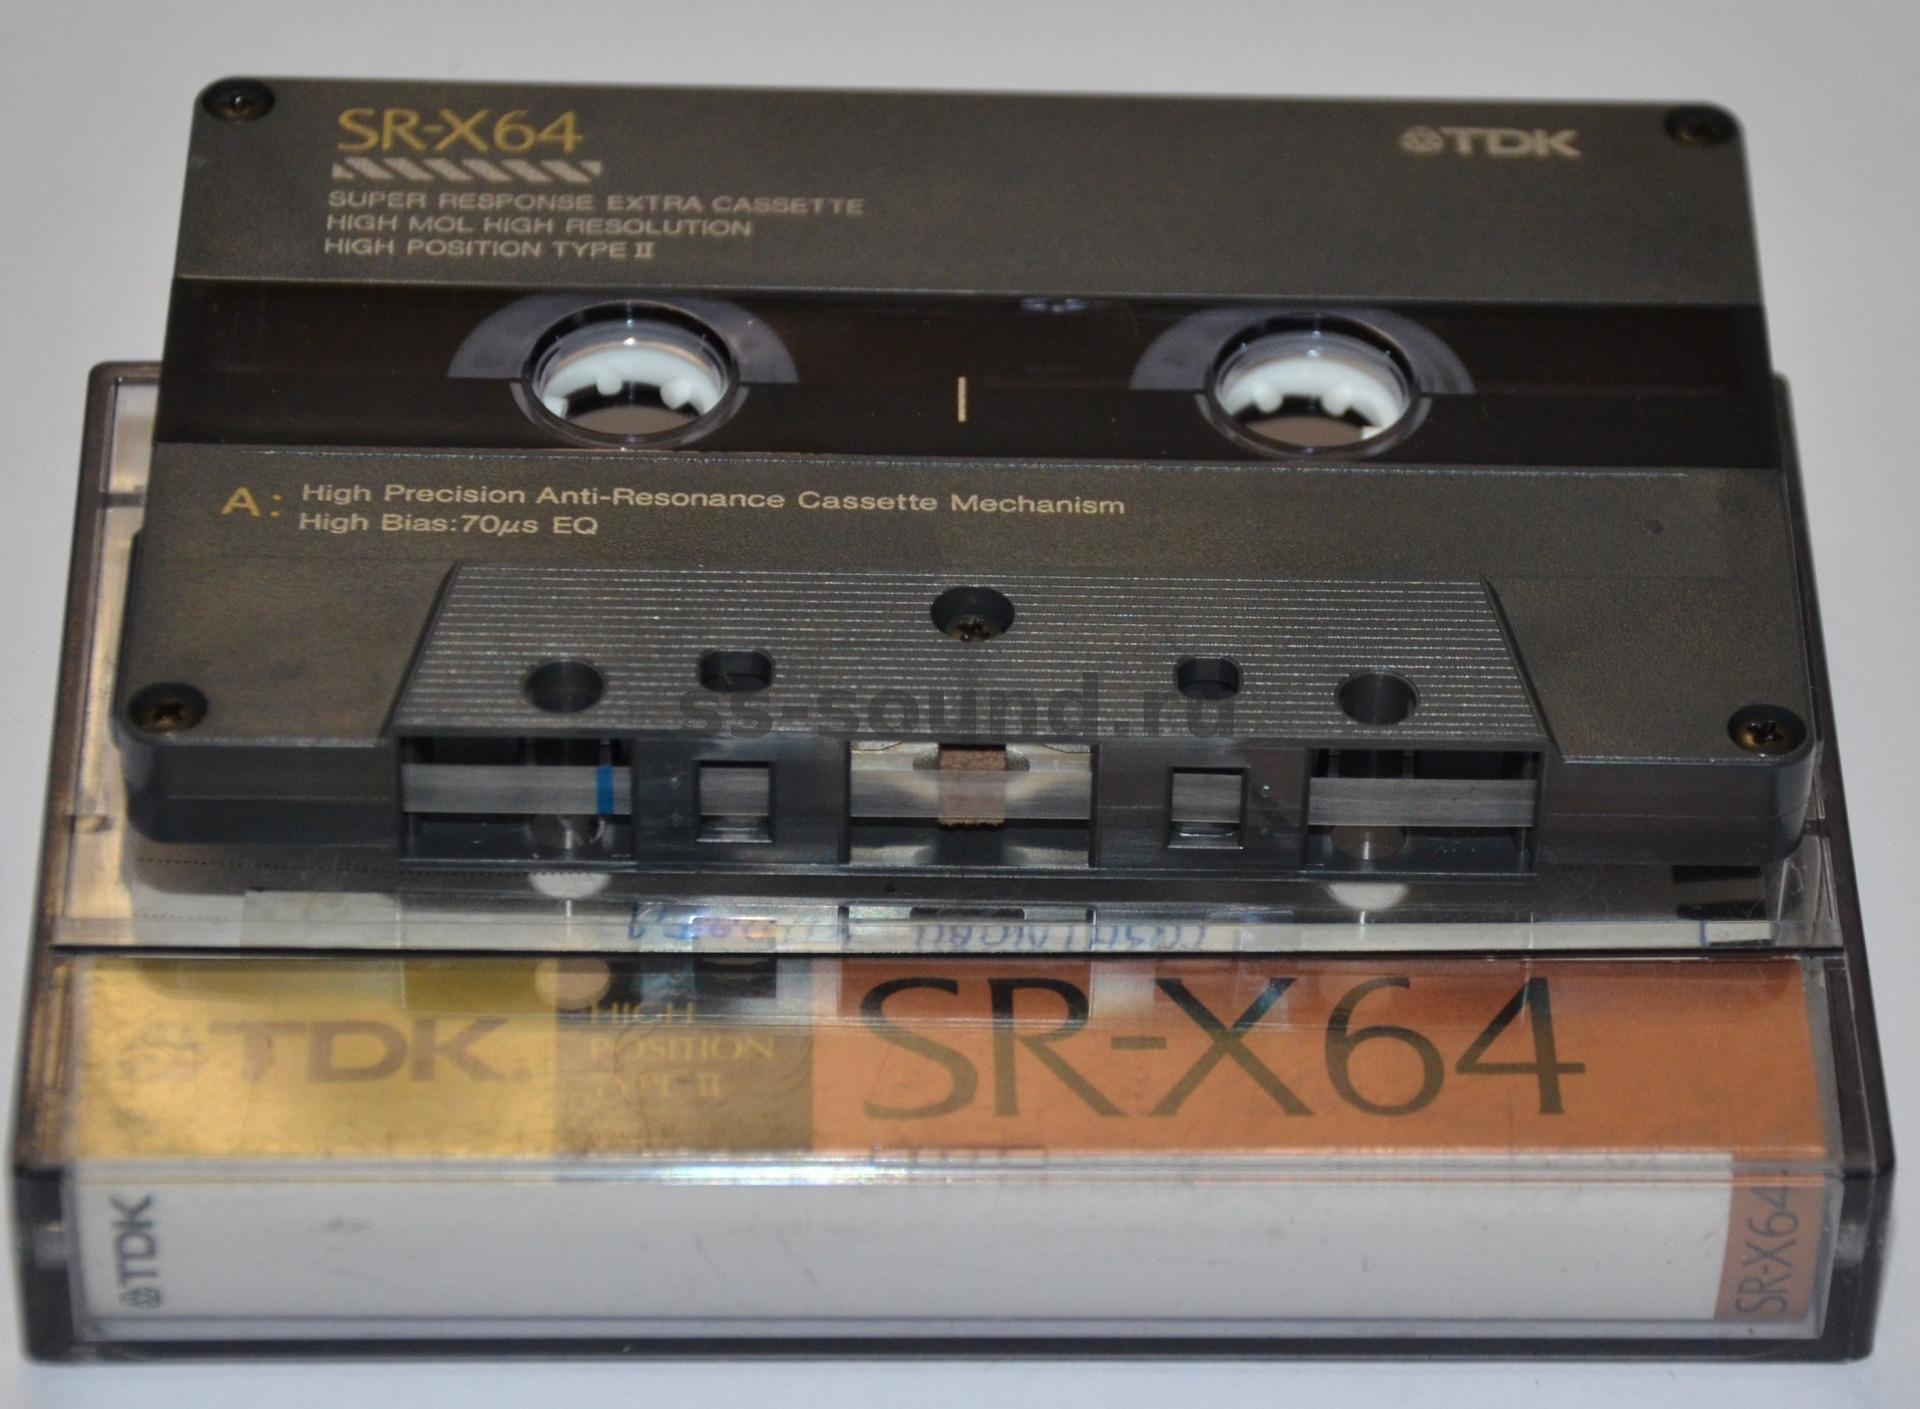 SR-X64
TDK
SUPER RESPONSE EXTRA CASSETTE
HIGH MOL HIGH RESOLUTION
HIGH POSITION TYPE II
A: High Precision Anti-Resonance Cassette Mechanism
High Bias:70µs EQ
ss-sound.ru
TDK
HIGH
POSITION
TYPE II
SR-X64
TDK
SR-X64